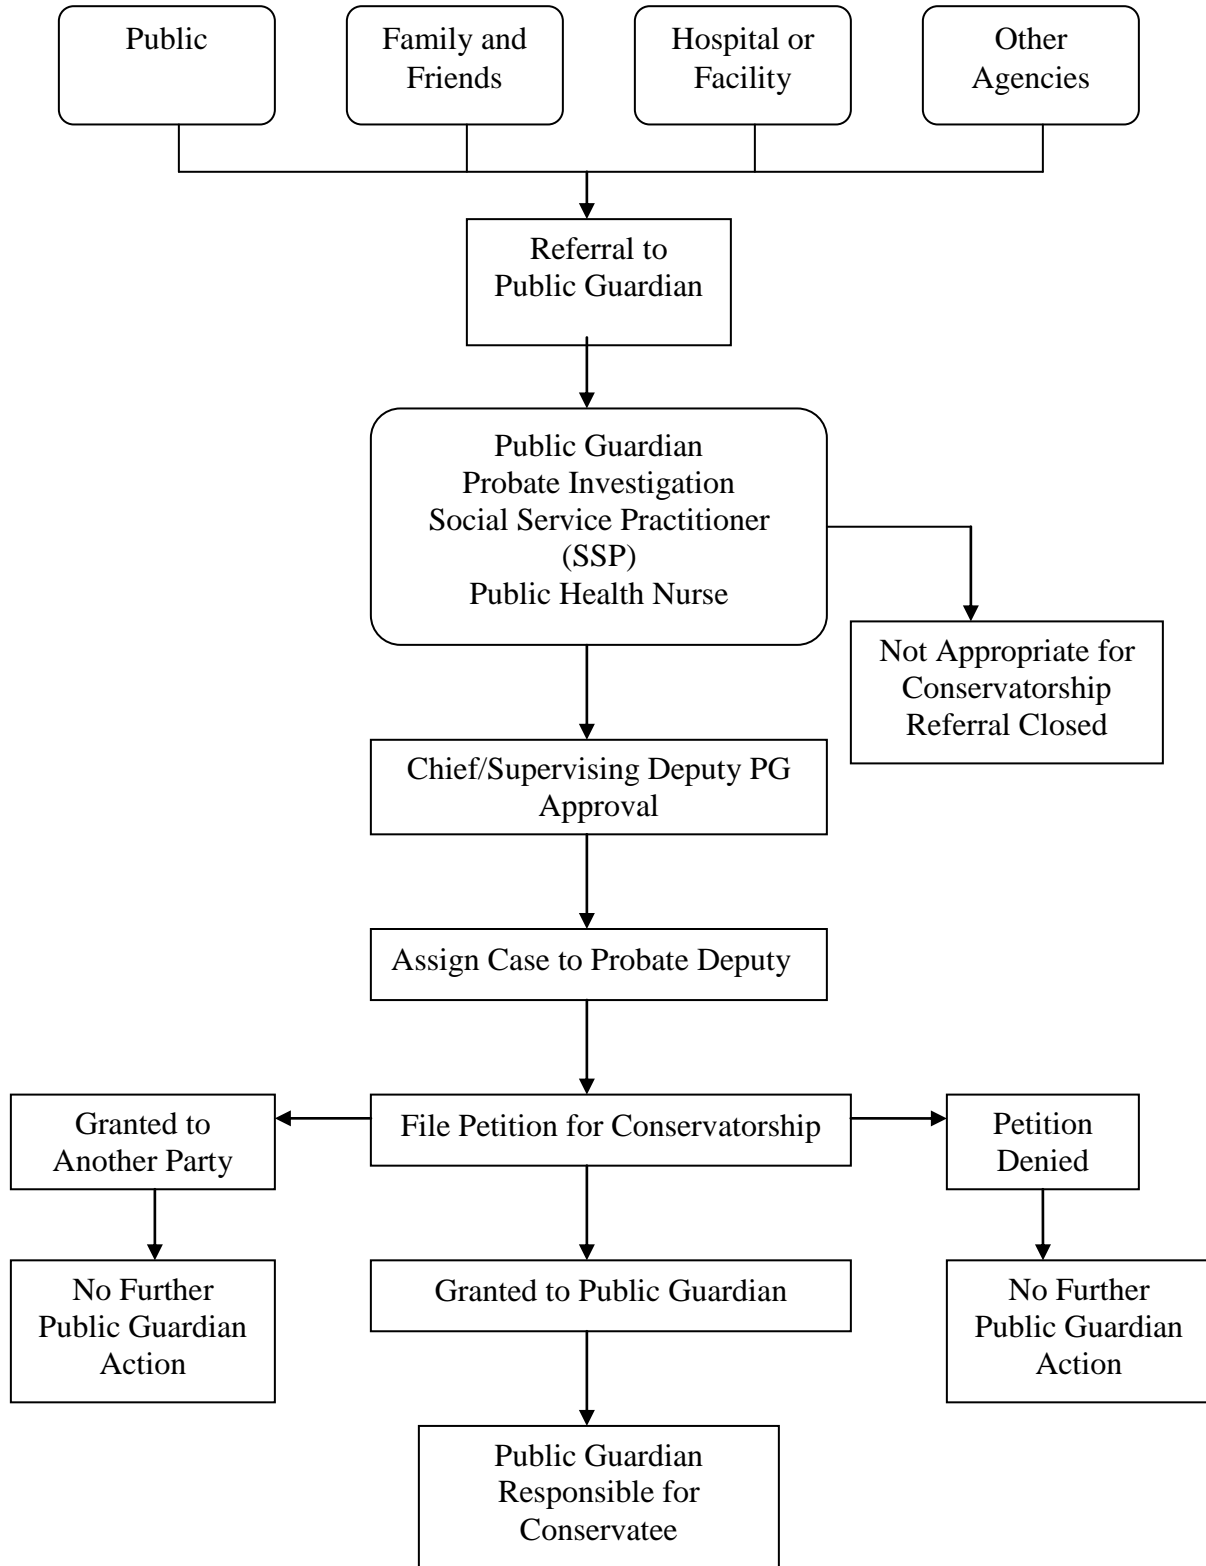 Public
Family and
Friends
Hospital or
Facility
Other
Agencies
Referral to
Public Guardian
Public Guardian
Probate Investigation
Social Service Practitioner
(SSP)
Public Health Nurse
Not Appropriate for
Conservatorship
Referral Closed
Chief/Supervising Deputy PG
Approval
Assign Case to Probate Deputy
Granted to
Another Party
File Petition for Conservatorship
Petition
Denied
No Further
Public Guardian
Action
Granted to Public Guardian
No Further
Public Guardian
Action
Public Guardian
Responsible for
Conservatee